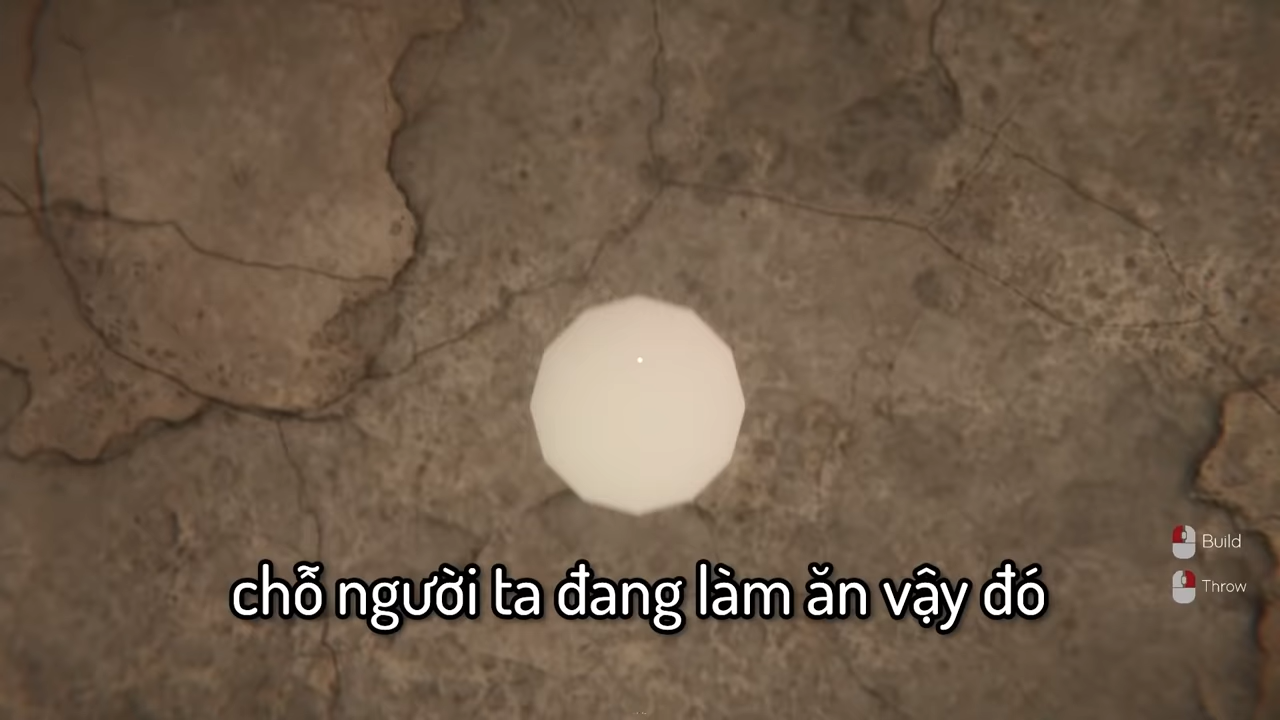 Build
Throw
chỗ người ta đang làm ăn vậy đó